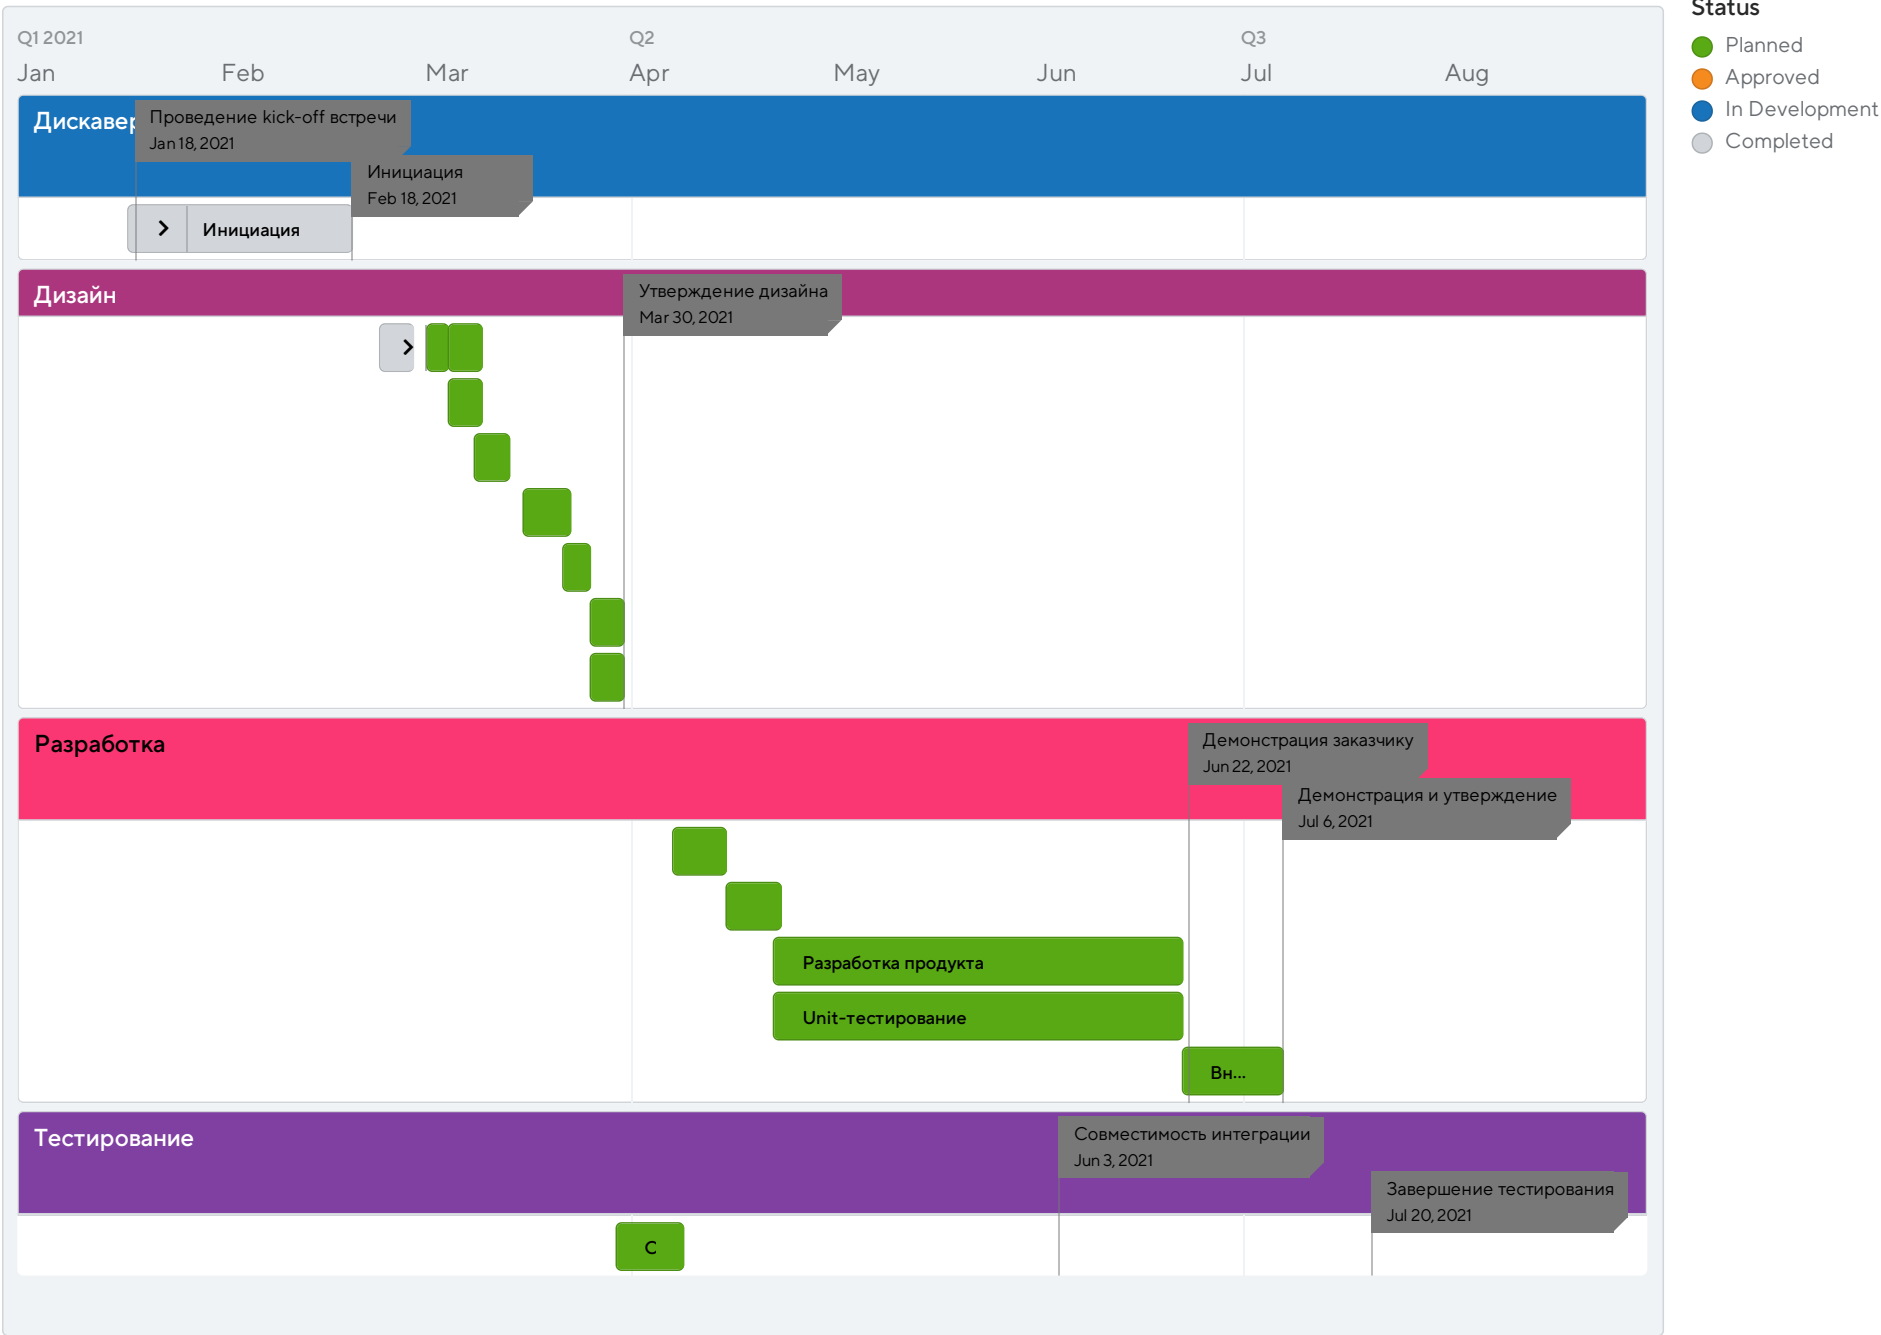 Status
Planned
Approved
In Development
Completed
Q1 2021
Q2
Q3
Jan
Feb
Mar
Apr
May
Jun
Jul
Aug
Дискавер
Проведение kick-off встречи
Jan 18, 2021
Инициация
Feb 18, 2021
Инициация
Дизайн
Утверждение дизайна
Mar 30, 2021
Разработка
Демонстрация заказчику
Jun 22, 2021
Демонстрация и утверждение
Jul 6, 2021
Разработка продукта
Unit-тестирование
Вн...
Тестирование
Совместимость интеграции
Jun 3, 2021
Завершение тестирования
Jul 20, 2021
С